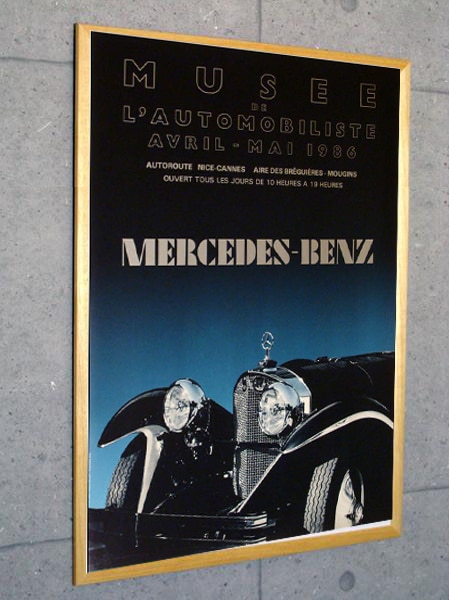 MUSEE
DE
L'AUTOMOBILISTE
AVRIL - MAI 1986
AUTOROUTE NICE-CANNES AIRE DES BRÉGUIÈRES - MOUGINS
OUVERT TOUS LES JOURS DE 10 HEURES A 19 HEURES
MERCEDES-BENZ